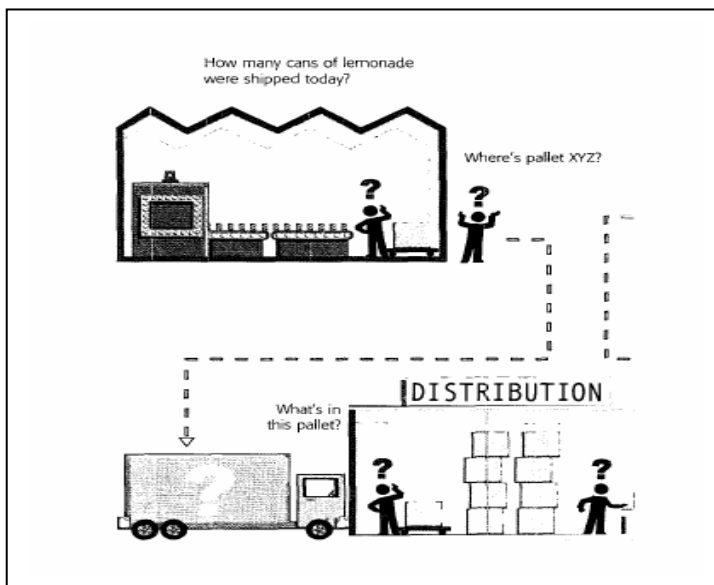 How many cans of lemonade
were shipped today?
Where's pallet XYZ?
?
?
DISTRIBUTION
What's in
this pallet?
?
?
?